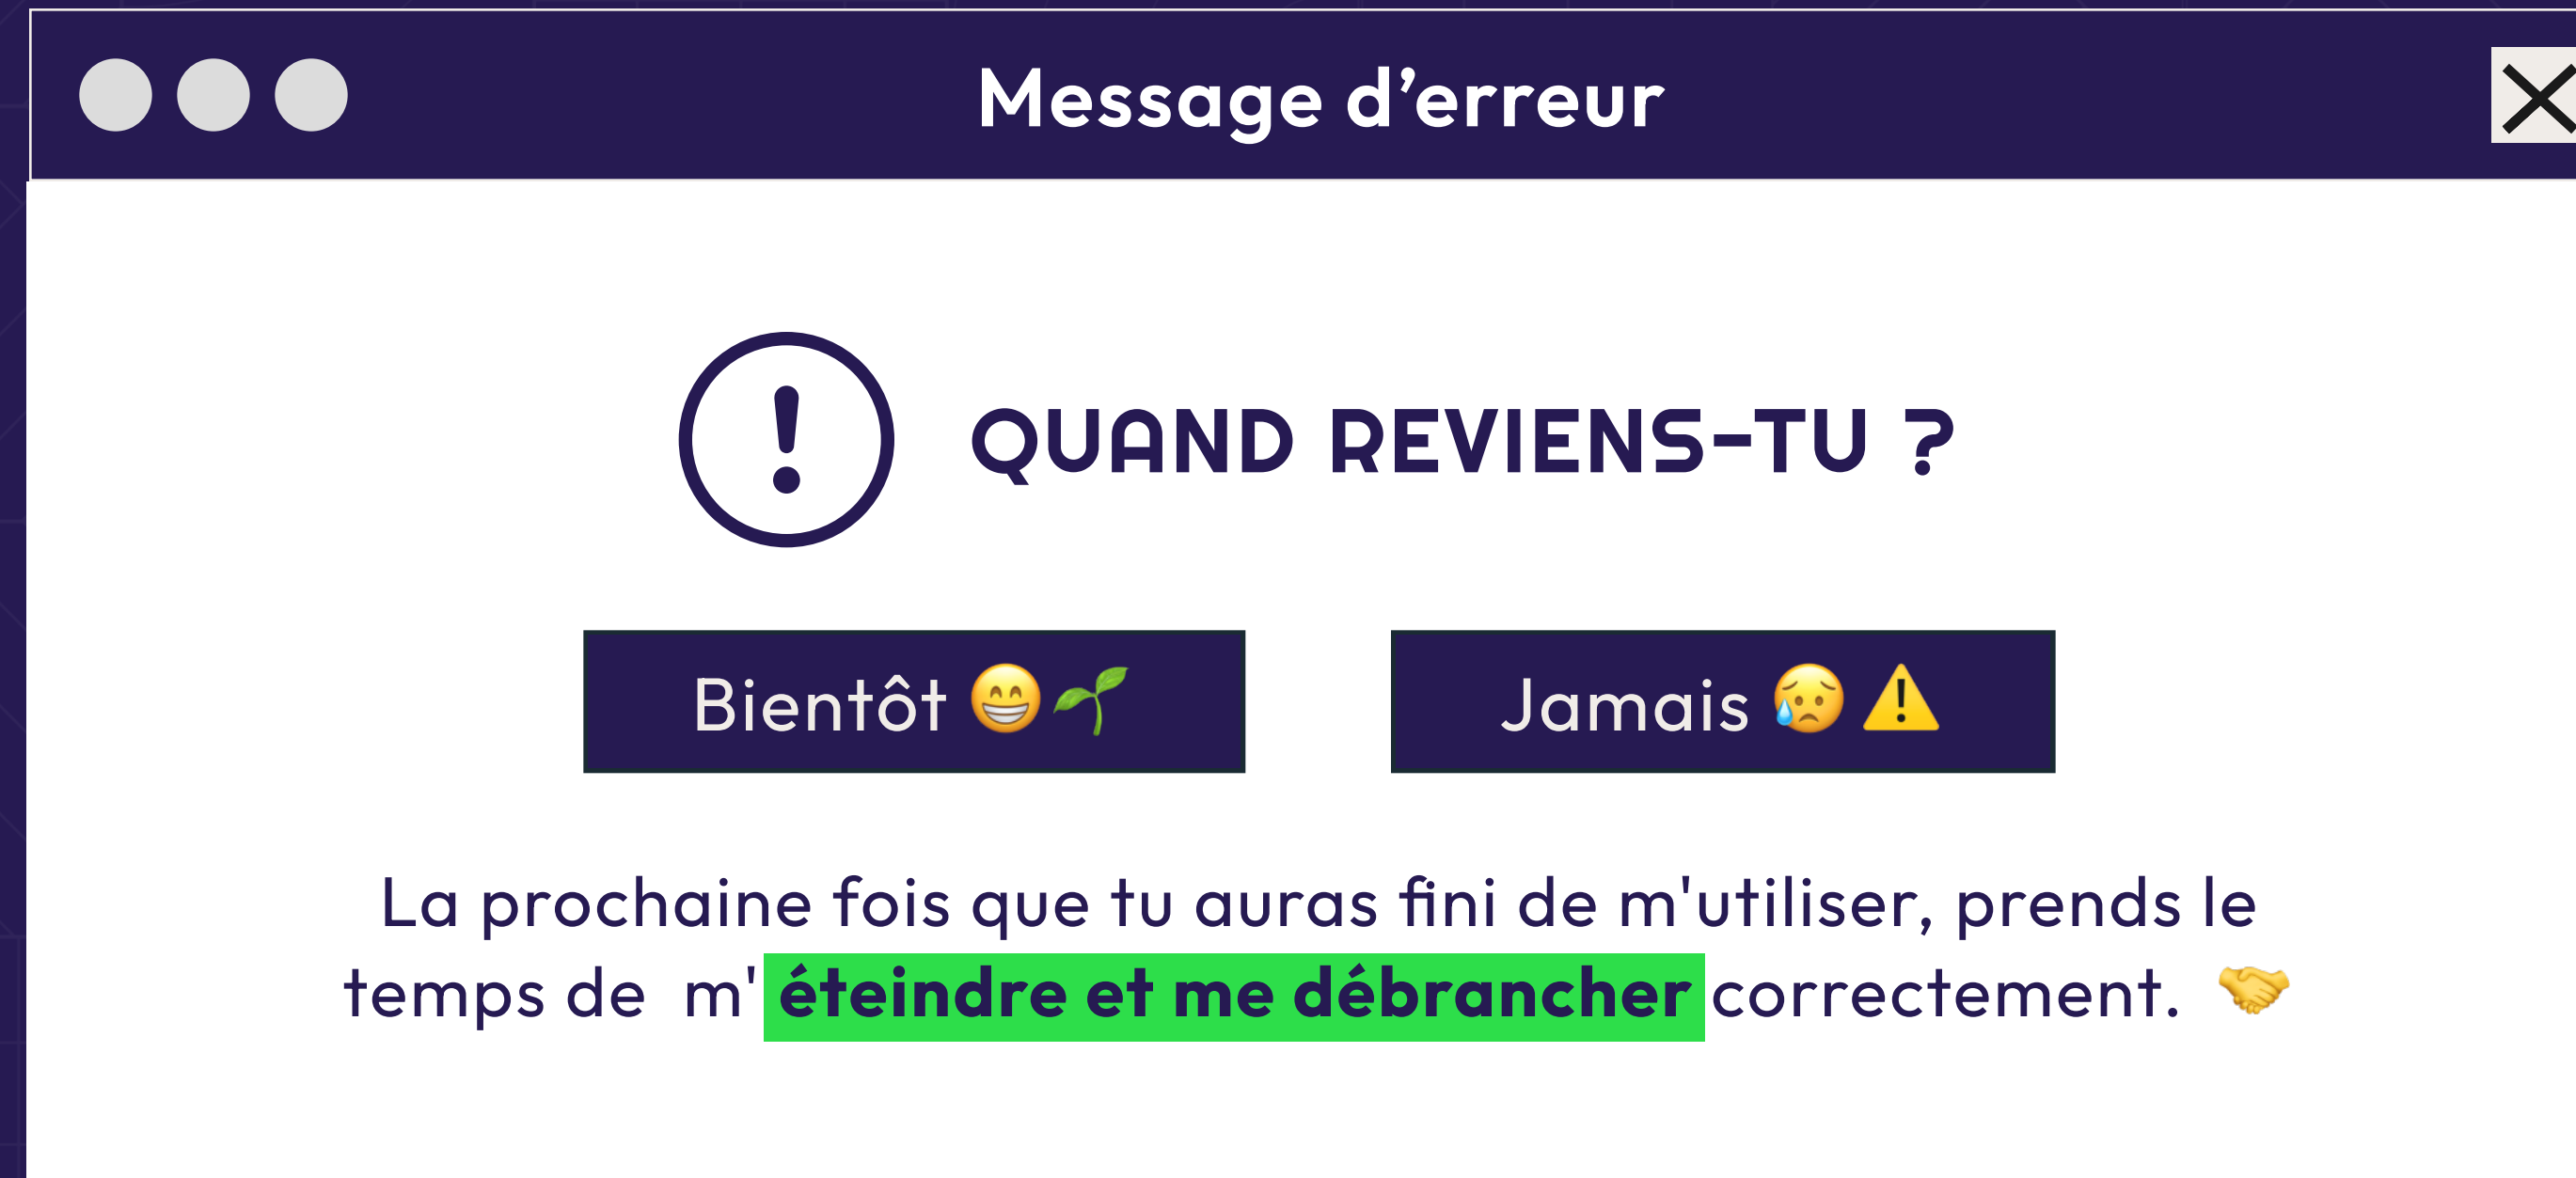 Message d’erreur
QUAND REVIENS-TU ?
Bientôt 😁🌱
Jamais 😥⚠️
La prochaine fois que tu auras fini de m'utiliser, prends le
temps de m' éteindre et me débrancher correctement. 🤝